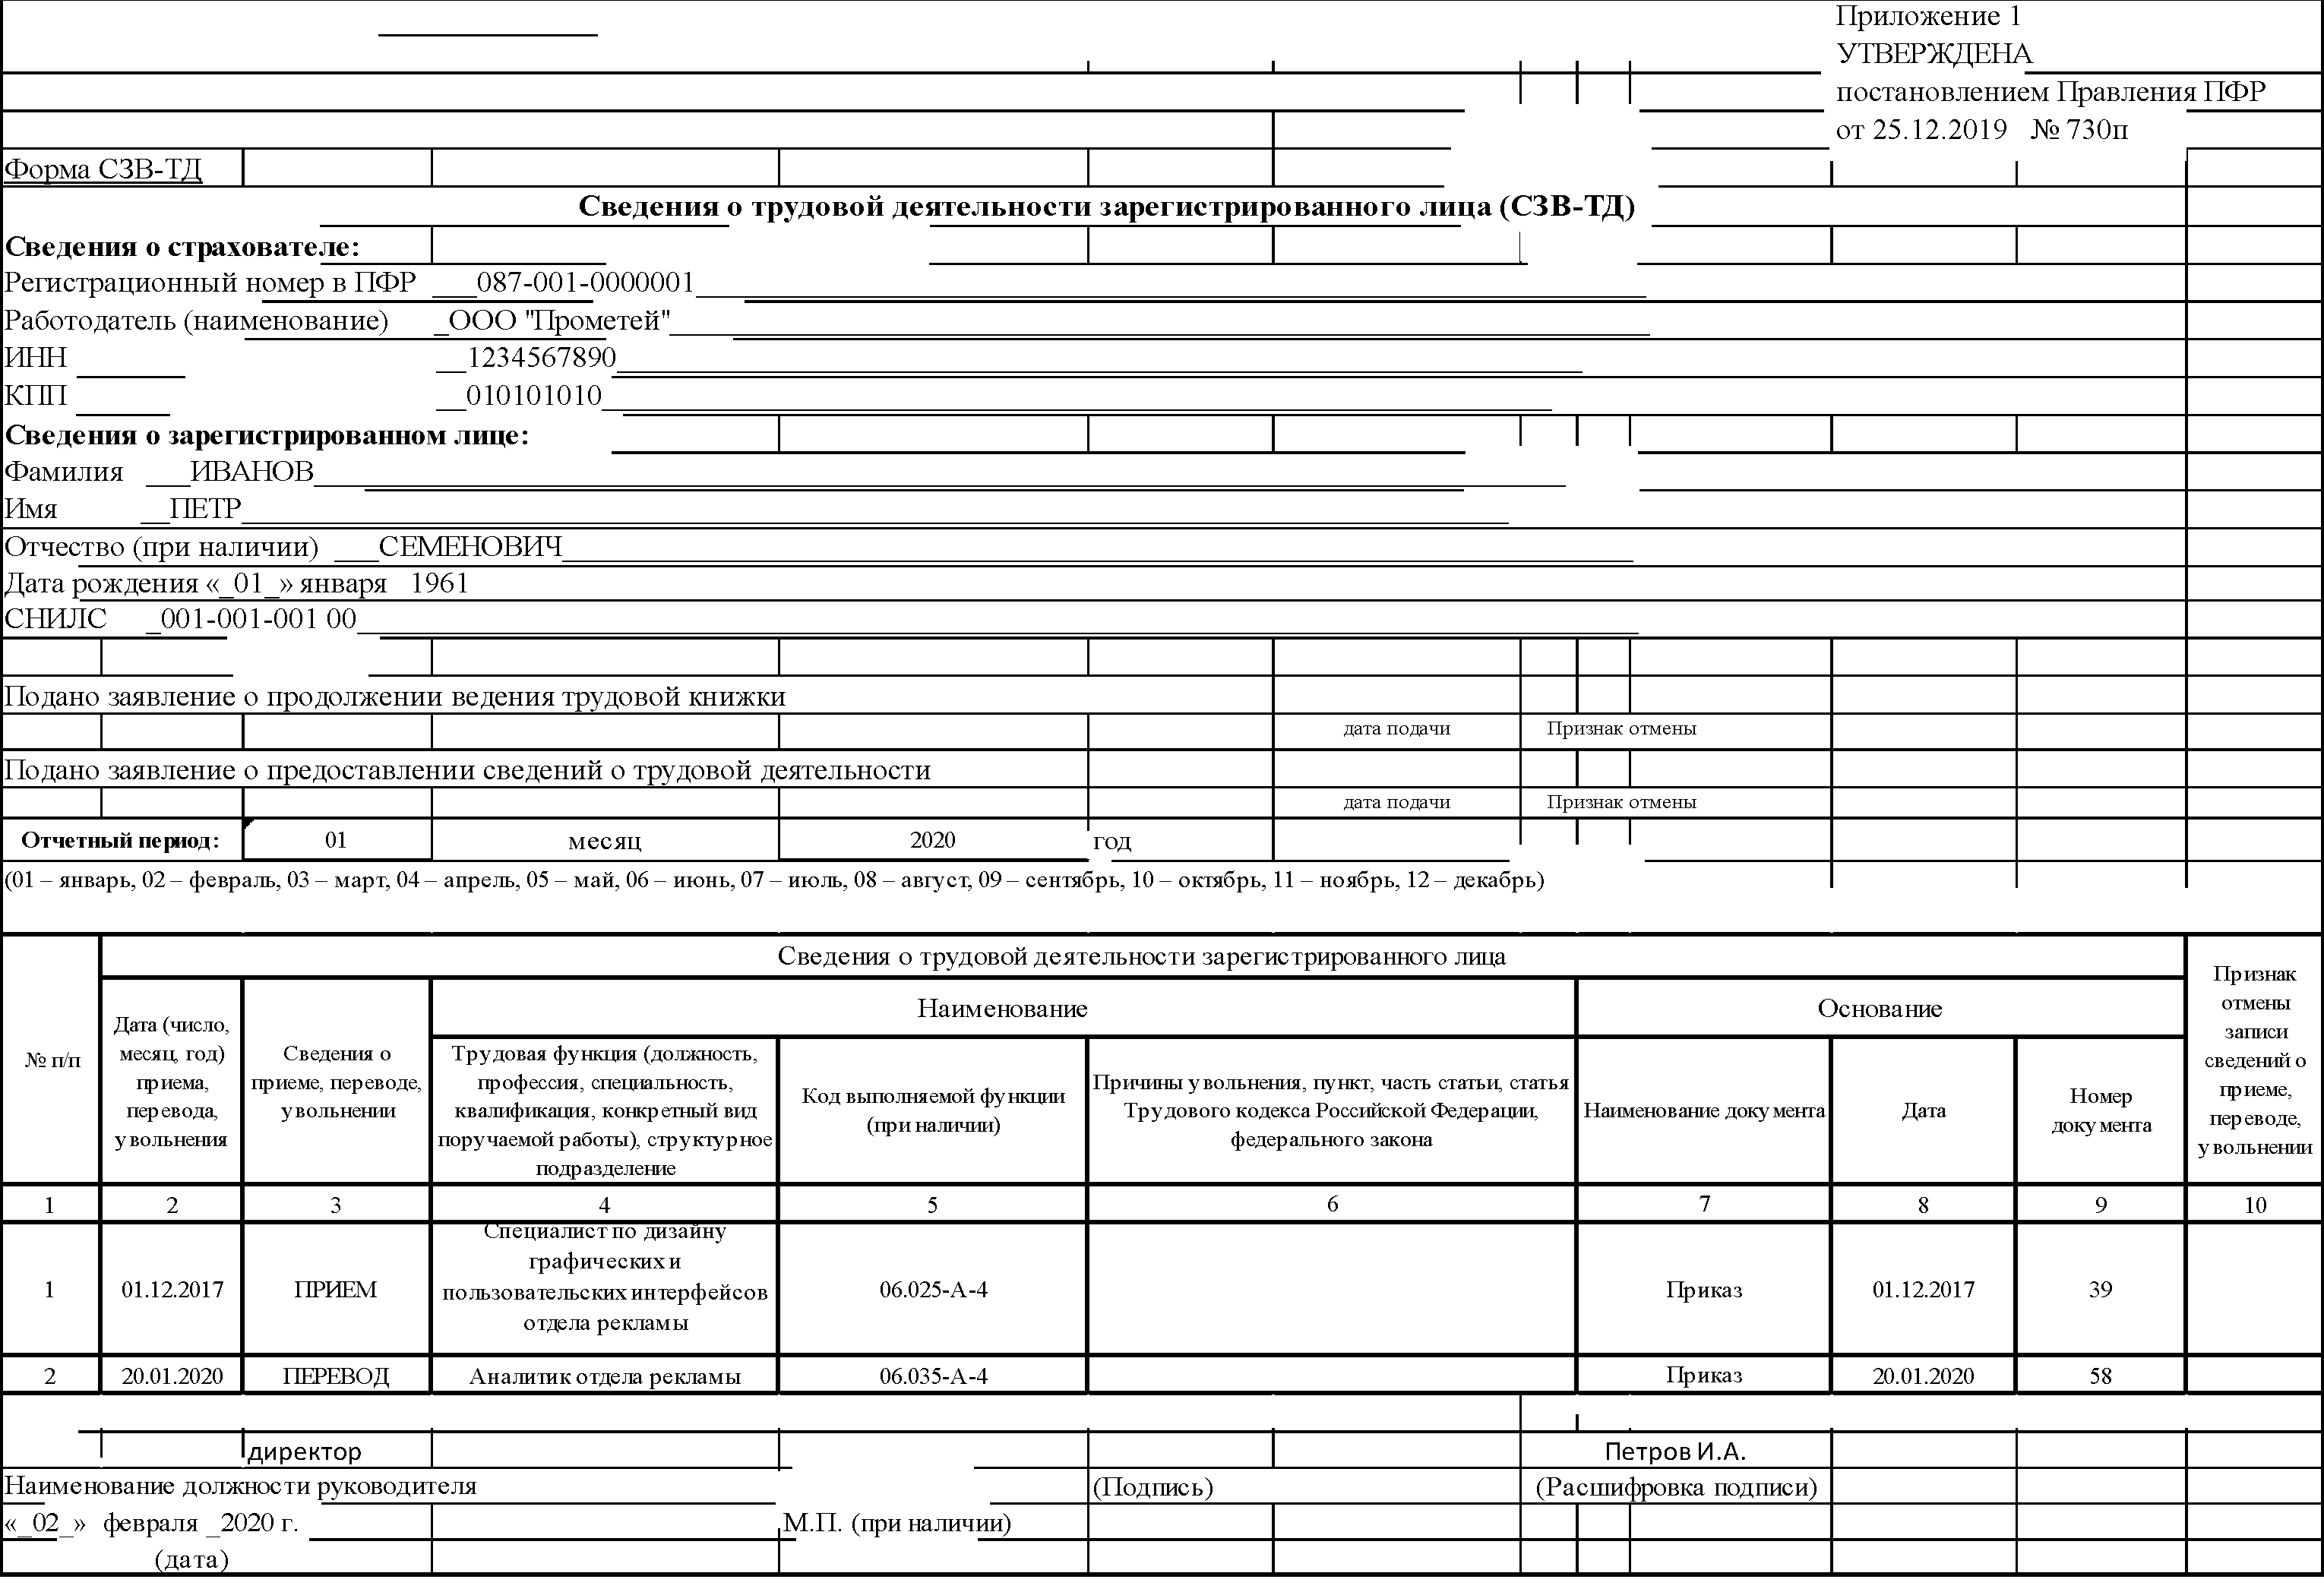 Приложение 1
УТВЕРЖДЕНА
постановлением Правления ПФР
от 25.12.2019 № 730п
Форма СЗВ-ТД
Сведения о трудовой деятельности зарегистрированного лица (СЗВ-ТД)
Сведения о страхователе:
Регистрационный номер в ПФР ___087-001-0000001
Работодатель (наименование) _ООО "Прометей"
ИНН __1234567890
КПП __010101010
Сведения о зарегистрированном лице:
Фамилия ___ИВАНОВ
Имя __ПЕТР
Отчество (при наличии) ___СЕМЕНОВИЧ
Дата рождения «_01_» января 1961
СНИЛС _001-001-001 00
Подано заявление о продолжении ведения трудовой книжки
дата подачи Признак отмены
Подано заявление о предоставлении сведений о трудовой деятельности
дата подачи Признак отмены
Отчетный период: 01 месяц 2020 год
(01 – январь, 02 – февраль, 03 – март, 04 – апрель, 05 – май, 06 – июнь, 07 – июль, 08 – август, 09 – сентябрь, 10 – октябрь, 11 – ноябрь, 12 – декабрь)
№ п/п
Сведения о трудовой деятельности зарегистрированного лица
Признак
отмены
записи
сведений о
приеме,
переводе,
увольнении
Дата (число,
месяц, год)
приема,
перевода,
увольнения
Сведения о
приеме, переводе,
увольнении
Наименование
Основание
Трудовая функция (должность,
профессия, специальность,
квалификация, конкретный вид
поручаемой работы), структурное
подразделение
Код выполняемой функции
(при наличии)
Причины увольнения, пункт, часть статьи, статья
Трудового кодекса Российской Федерации,
федерального закона
Наименование документа
Дата
Номер
документа
1 2 3 4 5 6 7 8 9 10
1 01.12.2017 ПРИЕМ
Специалист по дизайну
графических и
пользовательских интерфейсов
отдела рекламы
06.025-А-4 Приказ 01.12.2017 39
2 20.01.2020 ПЕРЕВОД Аналитик отдела рекламы 06.035-А-4 Приказ 20.01.2020 58
директор Петров И.А.
Наименование должности руководителя (Подпись) (Расшифровка подписи)
«_02_» февраля _2020 г. М.П. (при наличии)
(дата)